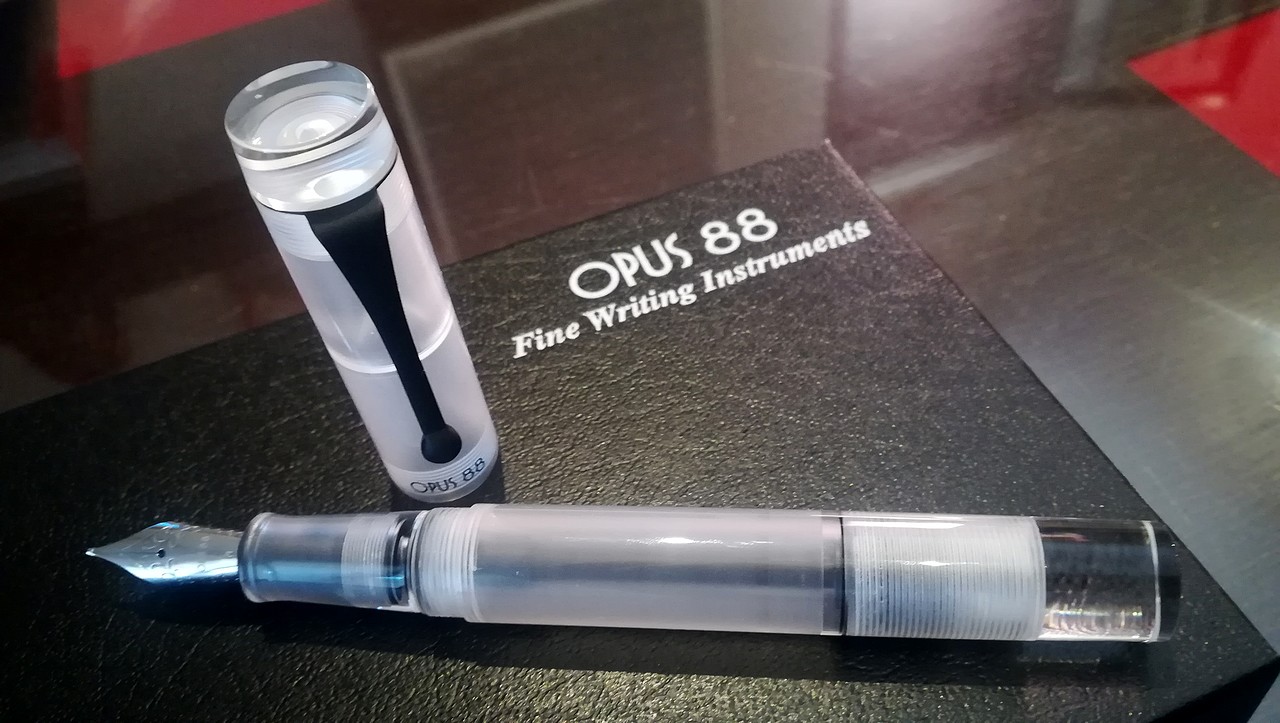 OPUS 88
Fine Writing Instruments
OPUS 88